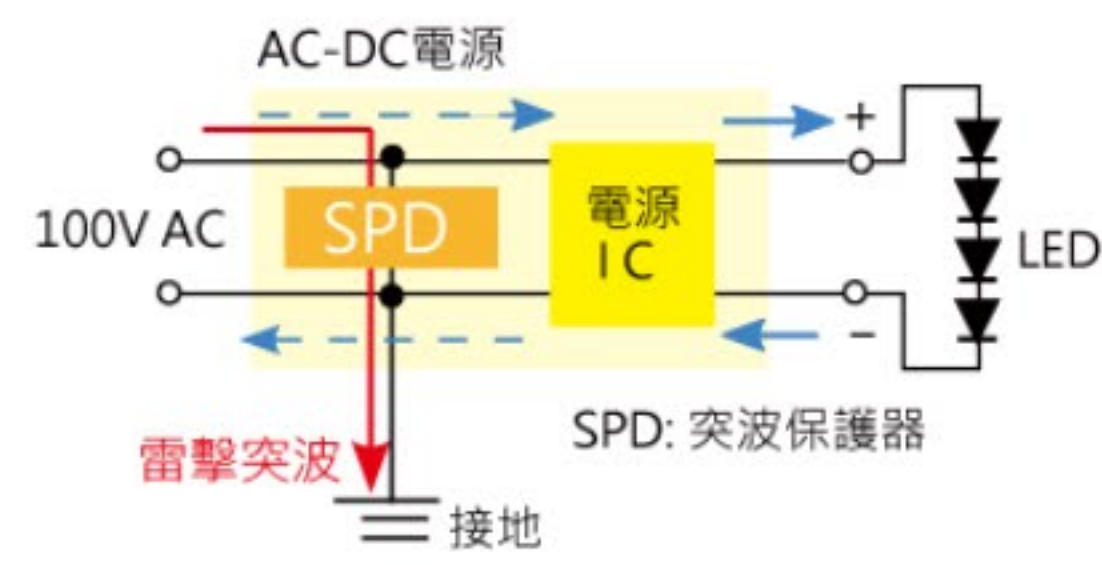 AC-DC電源
+
電源
IC
SPD
100V AC
LED
−
SPD: 突波保護器
雷擊突波
接地